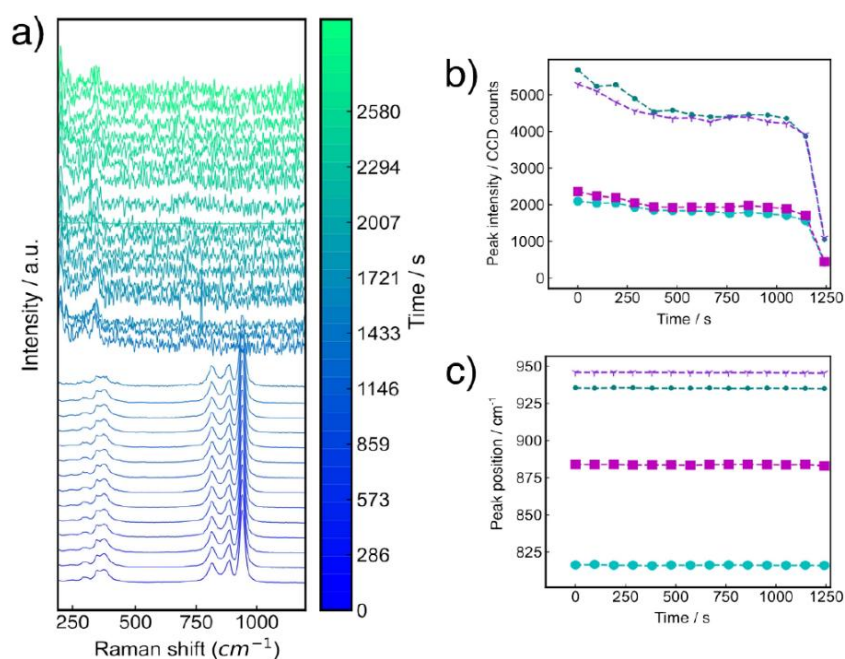 a)
Intensity / a.u.
250 500 750 1000
Raman shift (cm⁻¹)
2580
2294
2007
1721
1433
1146
859
573
286
0
Time / s
b)
Peak intensity / CCD counts
5000
4000
3000
2000
1000
0
0 250 500 750 1000 1250
Time / s
c)
Peak position / cm⁻¹
950
925
900
875
850
825
0 250 500 750 1000 1250
Time / s